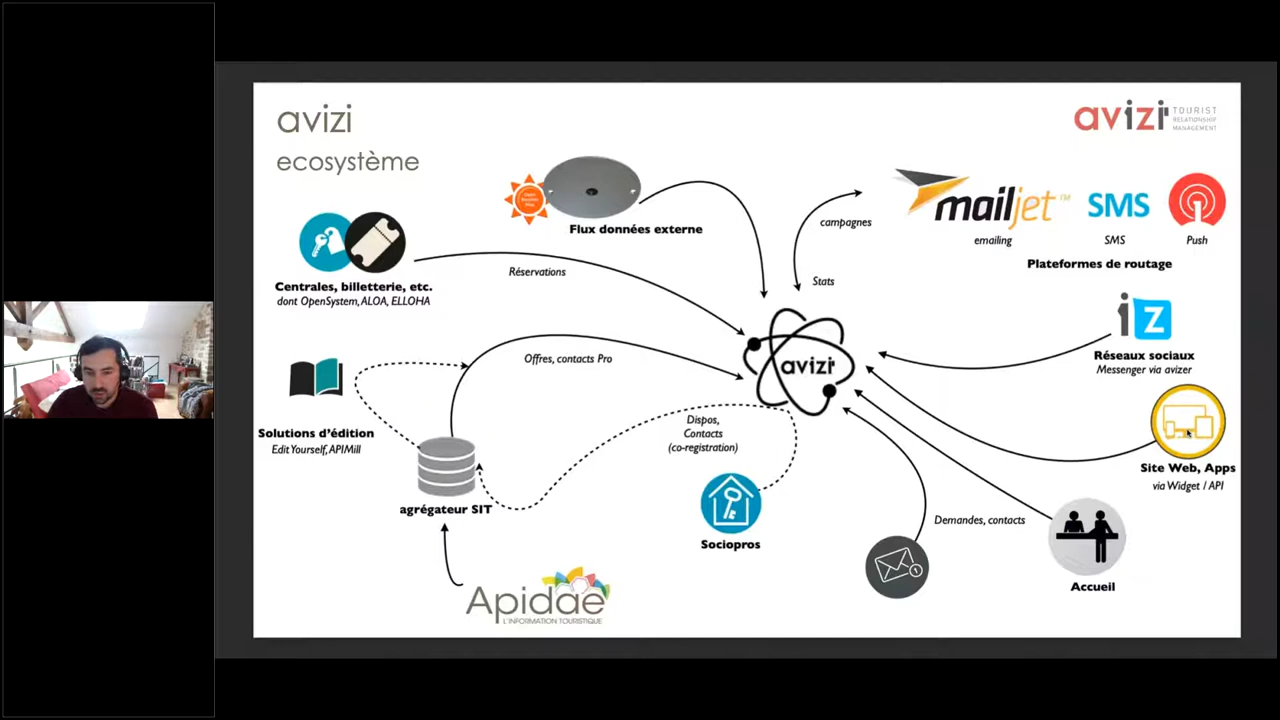 avizi
ecosystème
avizi TOURIST
RELATIONSHIP
MANAGEMENT
Flux données externe
Centrales, billetterie, etc.
dont OpenSystem, ALOA, ELLOHA
Réservations
campagnes
Stats
mailjet™
SMS
emailing
SMS
Push
Plateformes de routage
iz
Réseaux sociaux
Messenger via avizer
Offres, contacts Pro
avizi
Solutions d'édition
Edit Yourself, APIMill
Dispos,
Contacts
(co-registration)
agrégateur SIT
Sociopros
Site Web, Apps
via Widget / API
Demandes, contacts
1
Accueil
Apidae
L'INFORMATION TOURISTIQUE